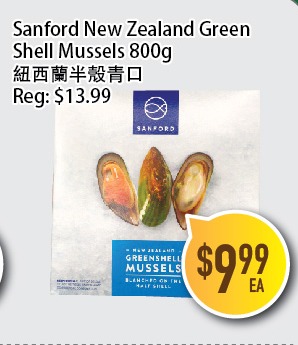 Sanford New Zealand Green
Shell Mussels 800g
紐西蘭半殼青口
Reg: $13.99
SANFORD
NEW ZEALAND
GREENSHELL
MUSSELS
BLANCHED ON THE
HALF SHELL
$9.99
EA